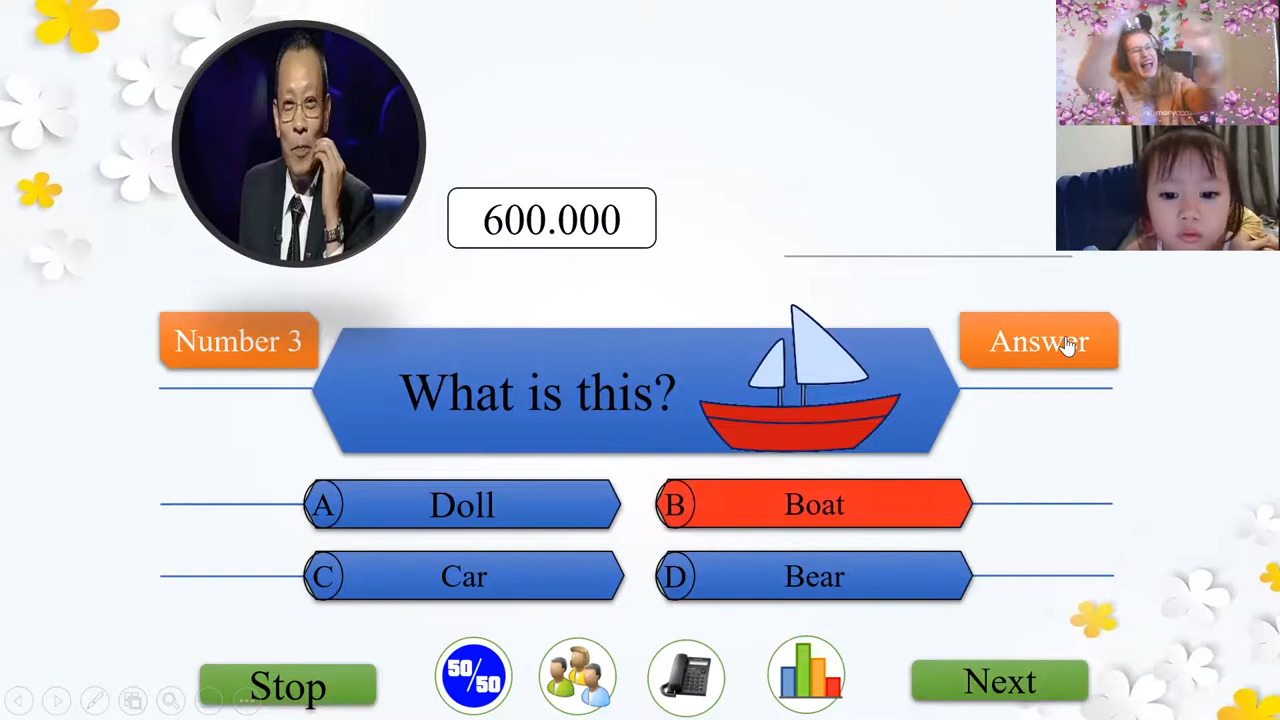 600.000
Number 3
Answer
What is this?
A Doll
B Boat
C Car
D Bear
Stop
50/50
Next